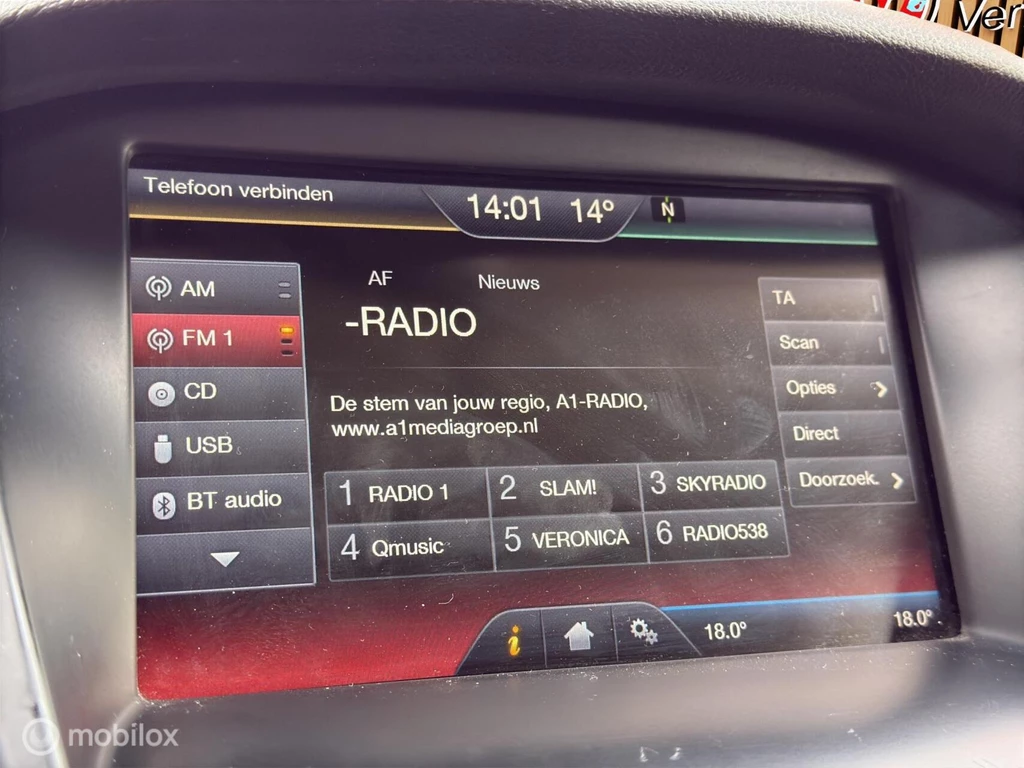 Ver
Telefoon verbinden
14:01 14° N
AM
FM 1
CD
USB
BT audio
AF Nieuws
-RADIO
De stem van jouw regio, A1-RADIO,
www.a1mediagroep.nl
1 RADIO 1
2 SLAM!
3 SKYRADIO
4 Qmusic
5 VERONICA
6 RADIO538
TA
Scan
Opties
Direct
Doorzoek.
i
18.0°
18.0°
mobilox